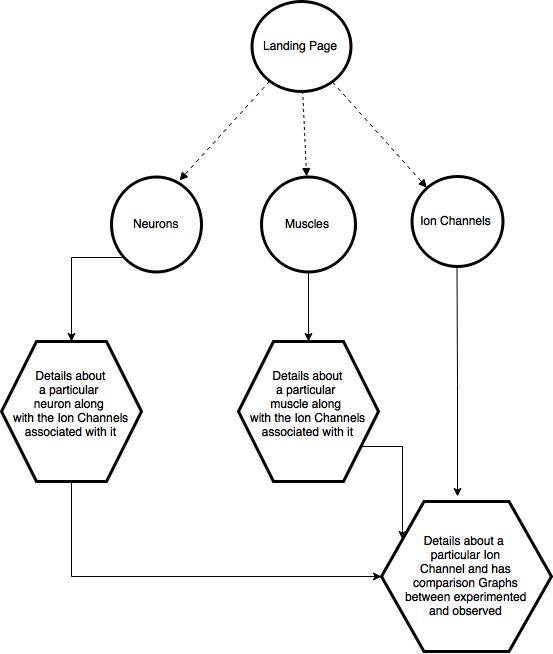 Landing Page
Neurons
Muscles
Ion Channels
Details about
a particular
neuron along
with the Ion Channels
associated with it
Details about
a particular
muscle along
with the Ion Channels
associated with it
Details about a
particular Ion
Channel and has
comparison Graphs
between experimented
and observed